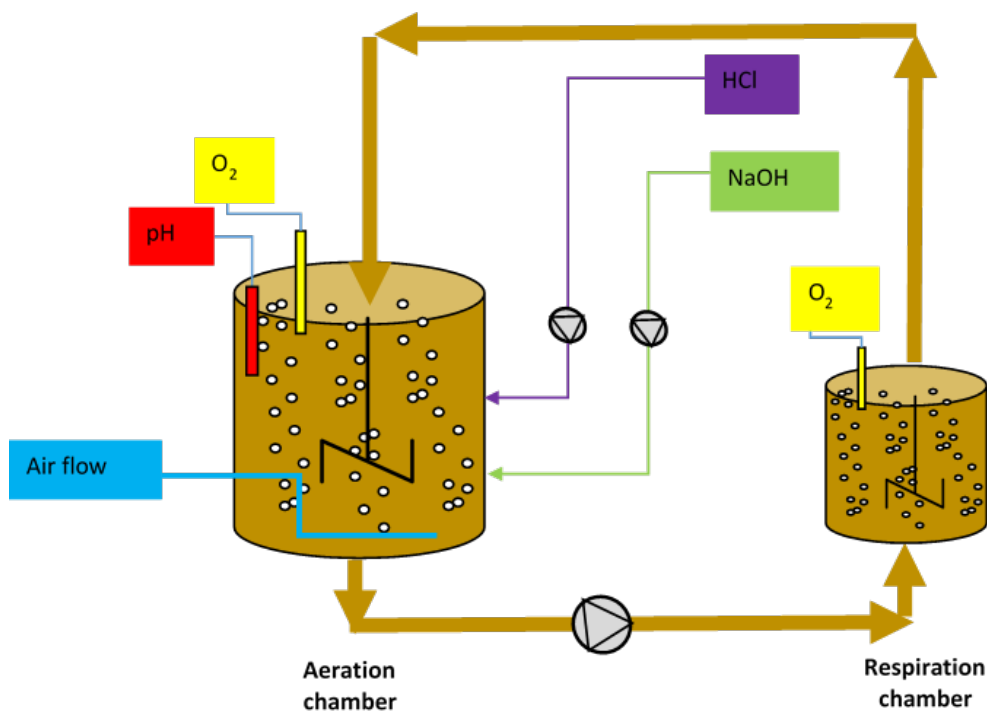 HCl
O₂
NaOH
pH
O₂
Air flow
Aeration
chamber
Respiration
chamber